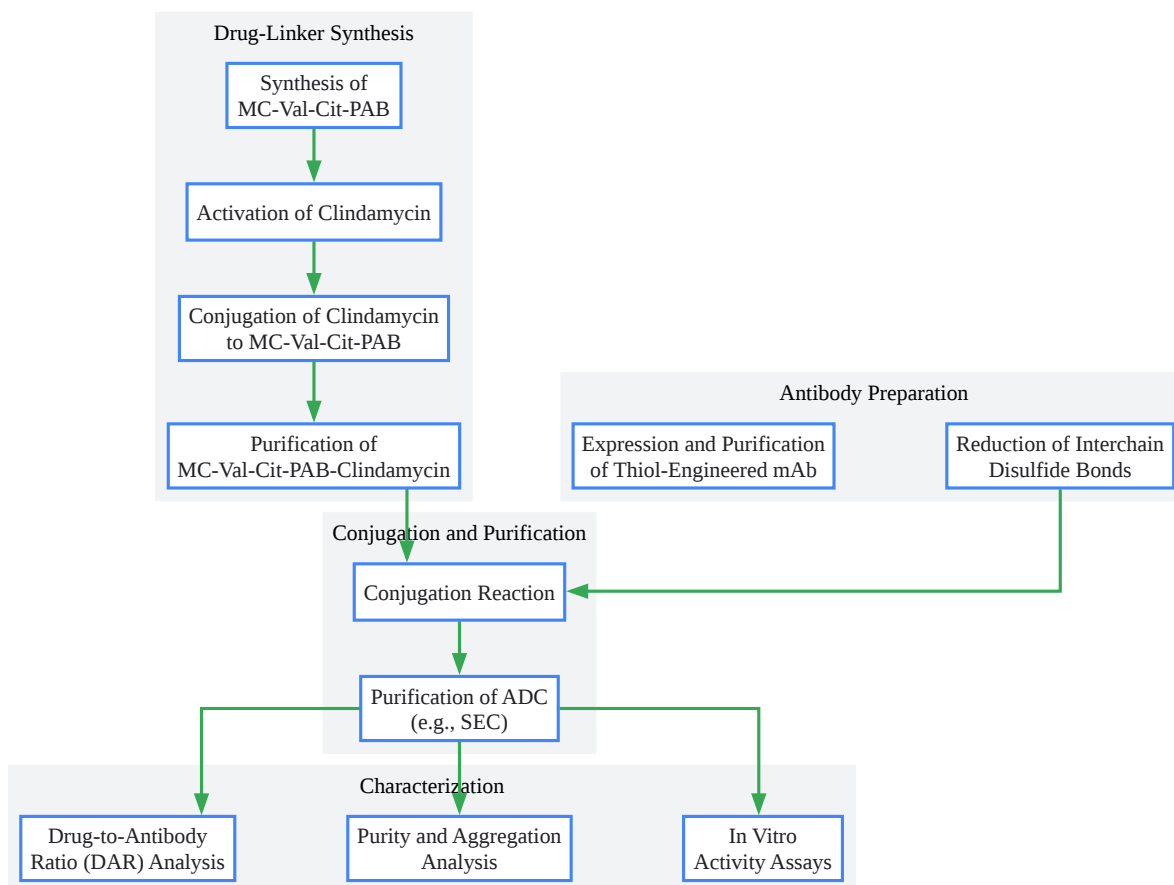 Drug-Linker Synthesis
Synthesis of
MC-Val-Cit-PAB
Activation of Clindamycin
Conjugation of Clindamycin
to MC-Val-Cit-PAB
Purification of
MC-Val-Cit-PAB-Clindamycin
Antibody Preparation
Expression and Purification
of Thiol-Engineered mAb
Reduction of Interchain
Disulfide Bonds
Conjugation and Purification
Conjugation Reaction
Purification of ADC
(e.g., SEC)
Characterization
Drug-to-Antibody
Ratio (DAR) Analysis
Purity and Aggregation
Analysis
In Vitro
Activity Assays